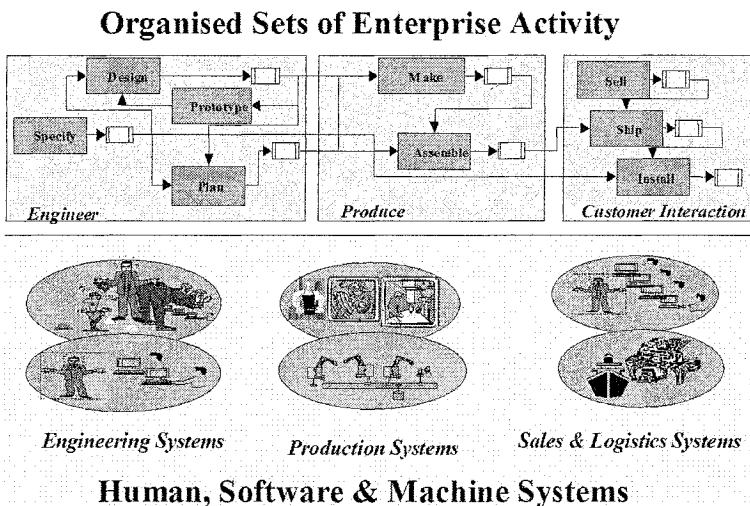 Organised Sets of Enterprise Activity
Design
Make
Sell
Prototype
Specify
Ship
Assemble
Plan
Install
Engineer
Produce
Customer Interaction
Engineering Systems
Production Systems
Sales & Logistics Systems
Human, Software & Machine Systems